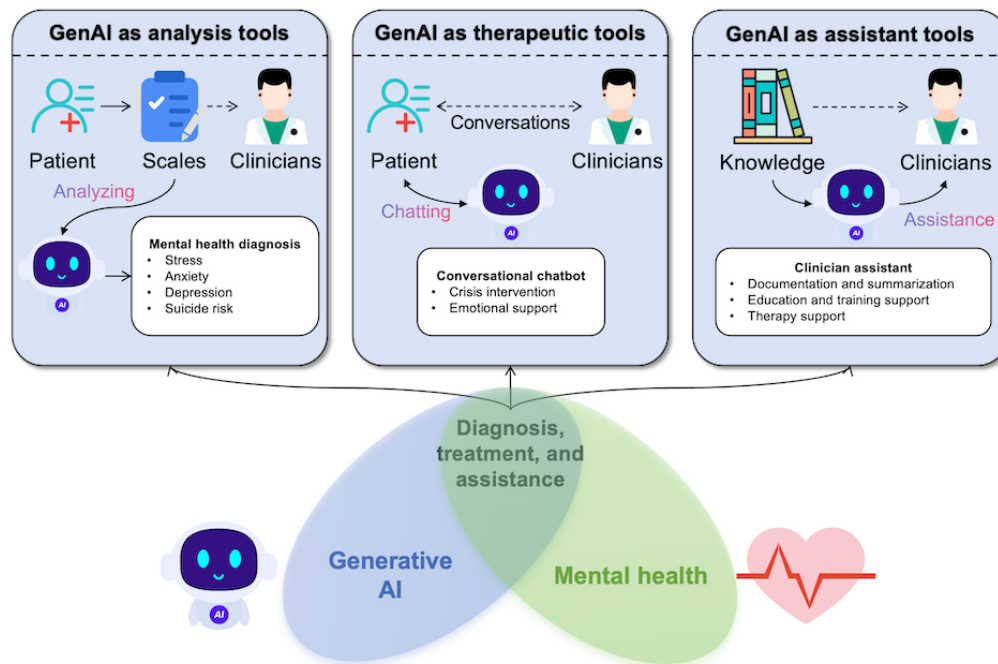 GenAI as analysis tools
Patient
Scales
Clinicians
Analyzing
AI
Mental health diagnosis
• Stress
• Anxiety
• Depression
• Suicide risk
GenAI as therapeutic tools
Conversations
Patient
Clinicians
Chatting
AI
Conversational chatbot
• Crisis intervention
• Emotional support
GenAI as assistant tools
Knowledge
Clinicians
Assistance
AI
Clinician assistant
• Documentation and summarization
• Education and training support
• Therapy support
Diagnosis,
treatment, and
assistance
Generative
AI
Mental health
AI